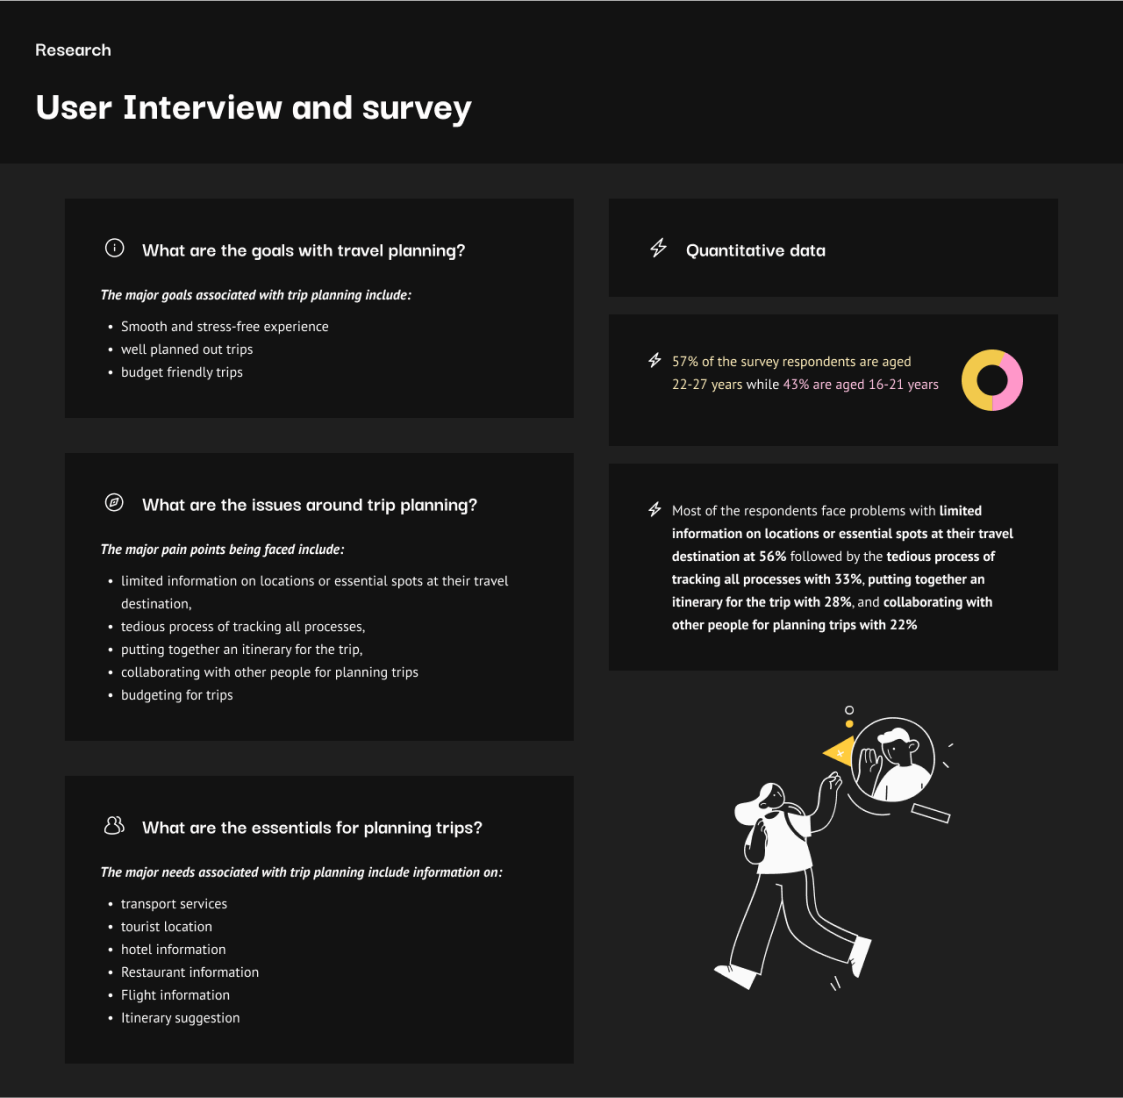 Research
User Interview and survey
What are the goals with travel planning?
The major goals associated with trip planning include:
• Smooth and stress-free experience
• well planned out trips
• budget friendly trips
What are the issues around trip planning?
The major pain points being faced include:
• limited information on locations or essential spots at their travel
destination,
• tedious process of tracking all processes,
• putting together an itinerary for the trip,
• collaborating with other people for planning trips
• budgeting for trips
What are the essentials for planning trips?
The major needs associated with trip planning include information on:
• transport services
• tourist location
• hotel information
• Restaurant information
• Flight information
• Itinerary suggestion
Quantitative data
57% of the survey respondents are aged
22-27 years while 43% are aged 16-21 years
Most of the respondents face problems with limited
information on locations or essential spots at their travel
destination at 56% followed by the tedious process of
tracking all processes with 33%, putting together an
itinerary for the trip with 28%, and collaborating with
other people for planning trips with 22%